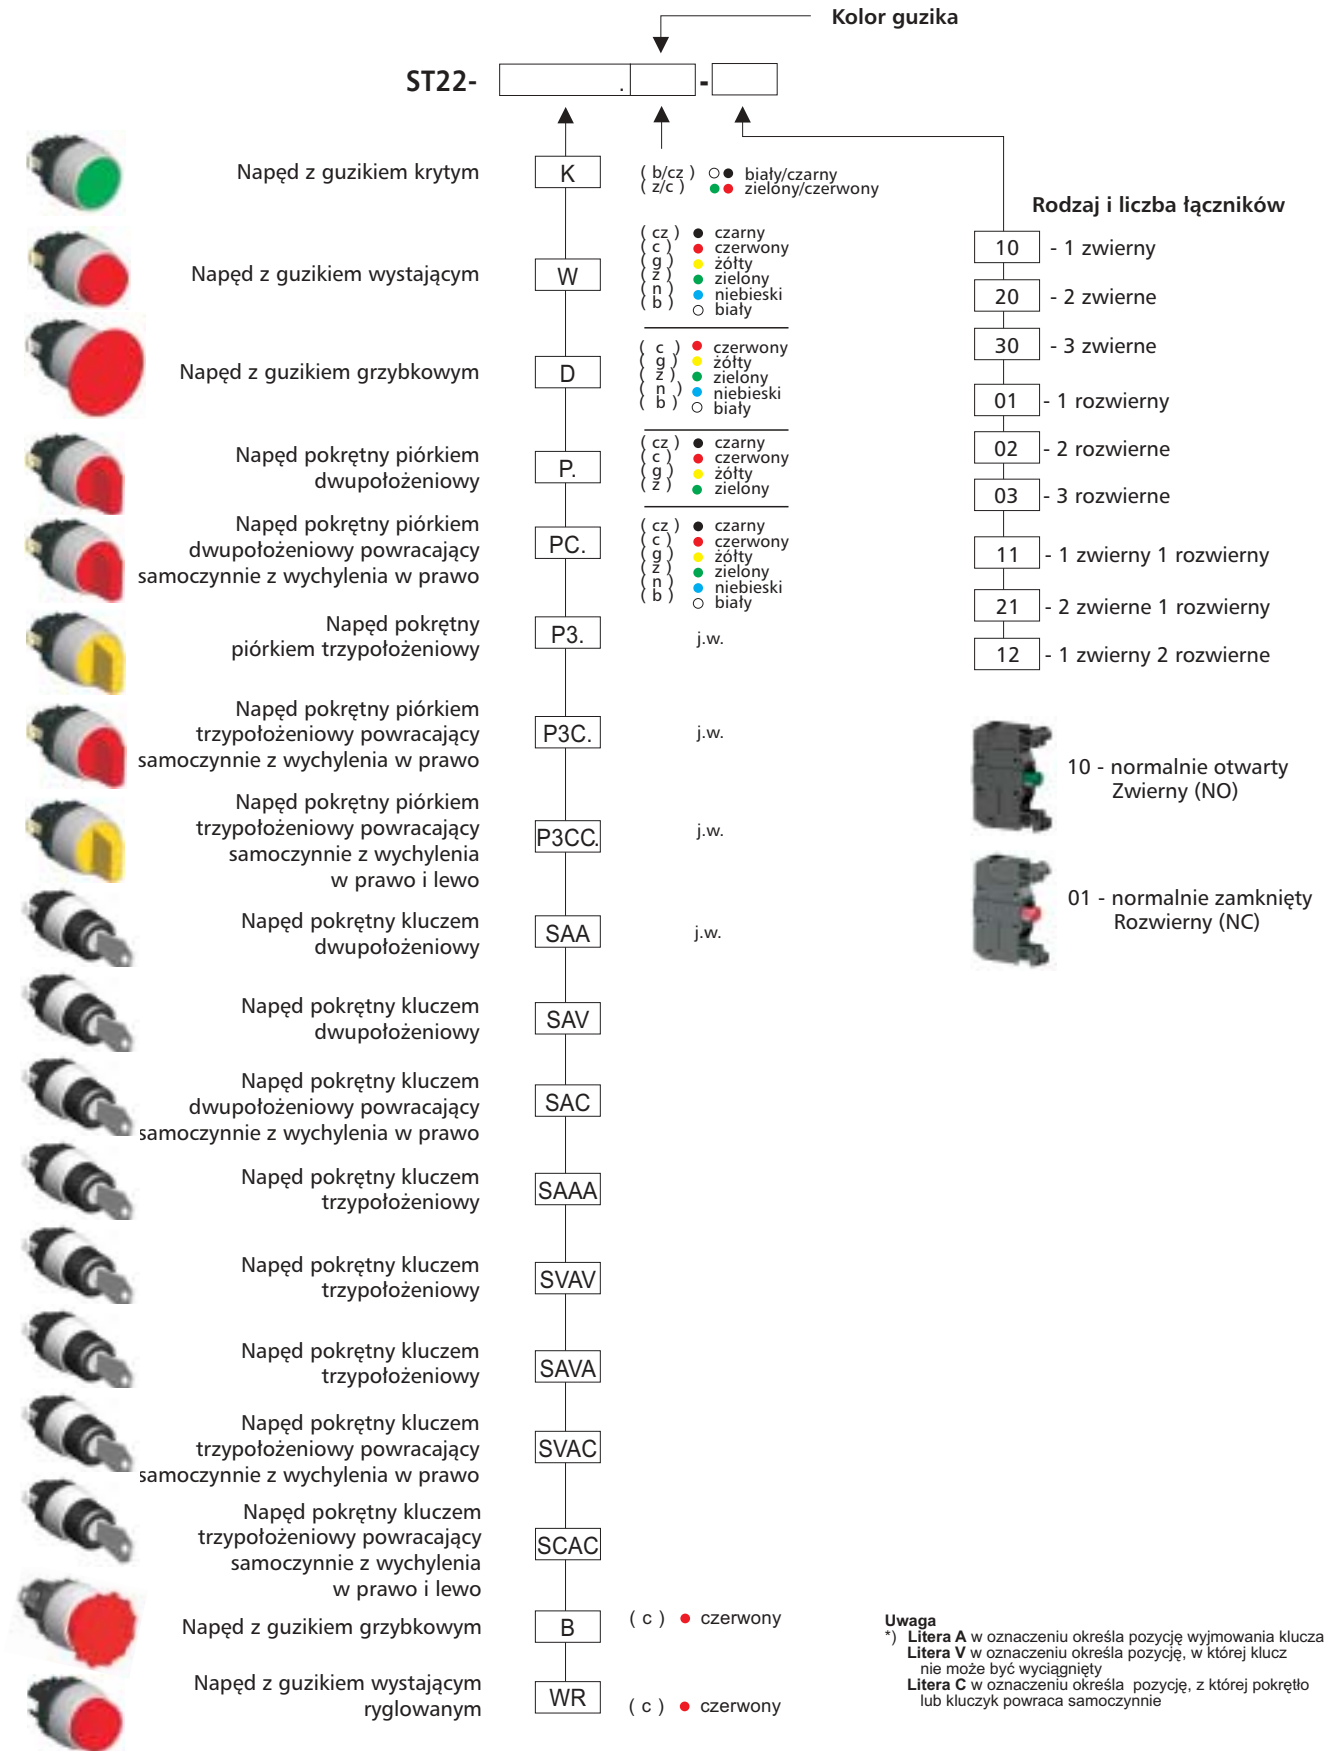 Kolor guzika
ST22- . -
Napęd z guzikiem krytym
K
( b/cz ) biały/czarny
( z/c ) zielony/czerwony
Napęd z guzikiem wystającym
W
( cz ) czarny
( c ) czerwony
( g ) żółty
( z ) zielony
( n ) niebieski
( b ) biały
Napęd z guzikiem grzybkowym
D
( c ) czerwony
( g ) żółty
( z ) zielony
( n ) niebieski
( b ) biały
Napęd pokrętny piórkiem
dwupołożeniowy
P.
( cz ) czarny
( c ) czerwony
( g ) żółty
( z ) zielony
Napęd pokrętny piórkiem
dwupołożeniowy powracający
samoczynnie z wychylenia w prawo
PC.
( cz ) czarny
( c ) czerwony
( g ) żółty
( z ) zielony
( n ) niebieski
( b ) biały
Napęd pokrętny
piórkiem trzypołożeniowy
P3.
j.w.
Napęd pokrętny piórkiem
trzypołożeniowy powracający
samoczynnie z wychylenia w prawo
P3C.
j.w.
Napęd pokrętny piórkiem
trzypołożeniowy powracający
samoczynnie z wychylenia
w prawo i lewo
P3CC.
j.w.
Napęd pokrętny kluczem
dwupołożeniowy
SAA
j.w.
Napęd pokrętny kluczem
dwupołożeniowy
SAV
Napęd pokrętny kluczem
dwupołożeniowy powracający
samoczynnie z wychylenia w prawo
SAC
Napęd pokrętny kluczem
trzypołożeniowy
SAAA
Napęd pokrętny kluczem
trzypołożeniowy
SVAV
Napęd pokrętny kluczem
trzypołożeniowy
SAVA
Napęd pokrętny kluczem
trzypołożeniowy powracający
samoczynnie z wychylenia w prawo
SVAC
Napęd pokrętny kluczem
trzypołożeniowy powracający
samoczynnie z wychylenia
w prawo i lewo
SCAC
Napęd z guzikiem grzybkowym
B
( c ) czerwony
Napęd z guzikiem wystającym
ryglowanym
WR
( c ) czerwony
Rodzaj i liczba łączników
10 - 1 zwierny
20 - 2 zwierne
30 - 3 zwierne
01 - 1 rozwierny
02 - 2 rozwierne
03 - 3 rozwierne
11 - 1 zwierny 1 rozwierny
21 - 2 zwierne 1 rozwierny
12 - 1 zwierny 2 rozwierne
10 - normalnie otwarty
Zwierny (NO)
01 - normalnie zamknięty
Rozwierny (NC)
Uwaga
*) Litera A w oznaczeniu określa pozycję wyjmowania klucza
Litera V w oznaczeniu określa pozycję, w której klucz
nie może być wyciągnięty
Litera C w oznaczeniu określa pozycję, z której pokrętło
lub kluczyk powraca samoczynnie